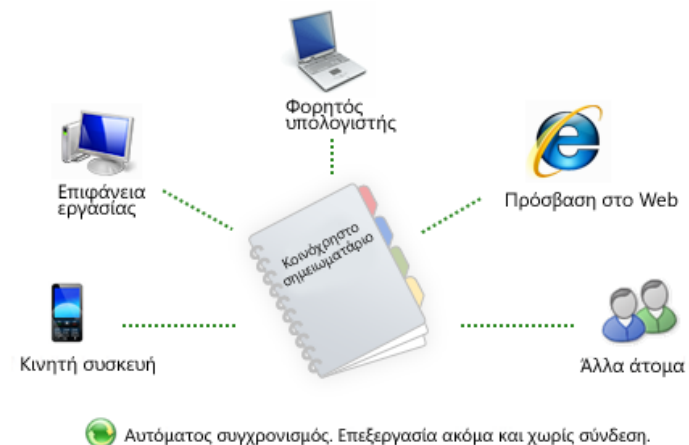 Φορητός
υπολογιστής
Επιφάνεια
εργασίας
Πρόσβαση στο Web
Κοινόχρηστο
σημειωματάριο
Κινητή συσκευή
Άλλα άτομα
Αυτόματος συγχρονισμός. Επεξεργασία ακόμα και χωρίς σύνδεση.